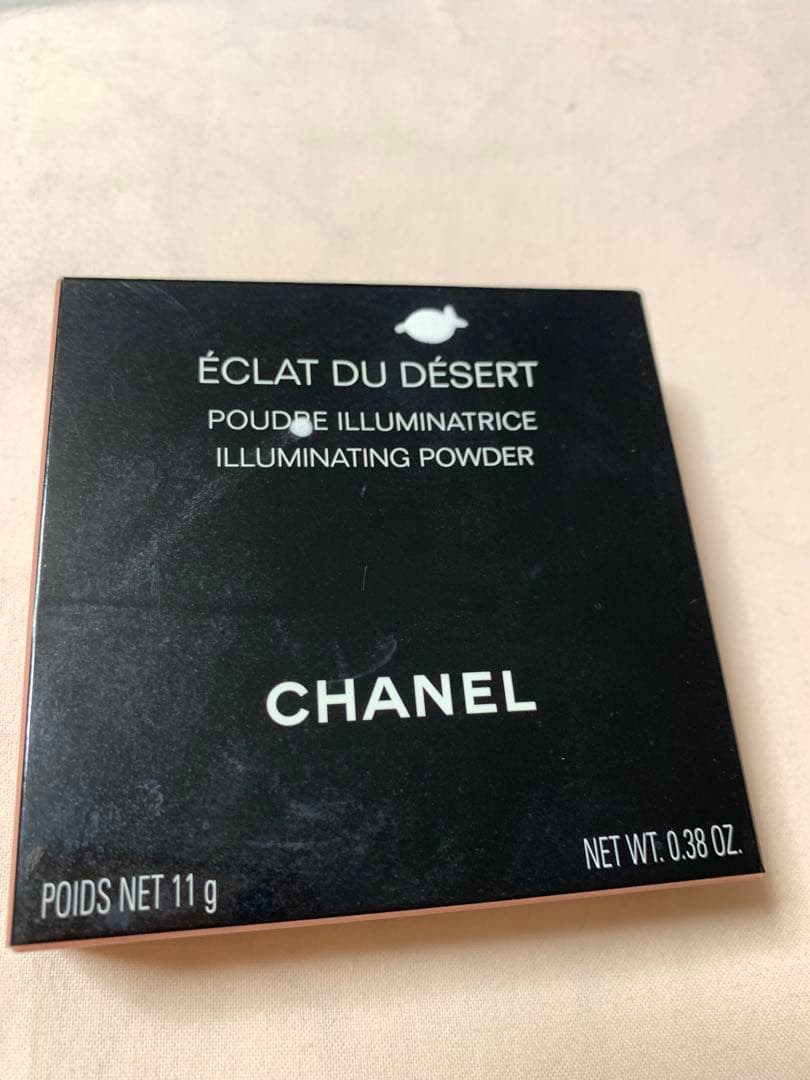 ÉCLAT DU DÉSERT
POUDRE ILLUMINATRICE
ILLUMINATING POWDER
CHANEL
POIDS NET 11 g
NET WT. 0.38 OZ.